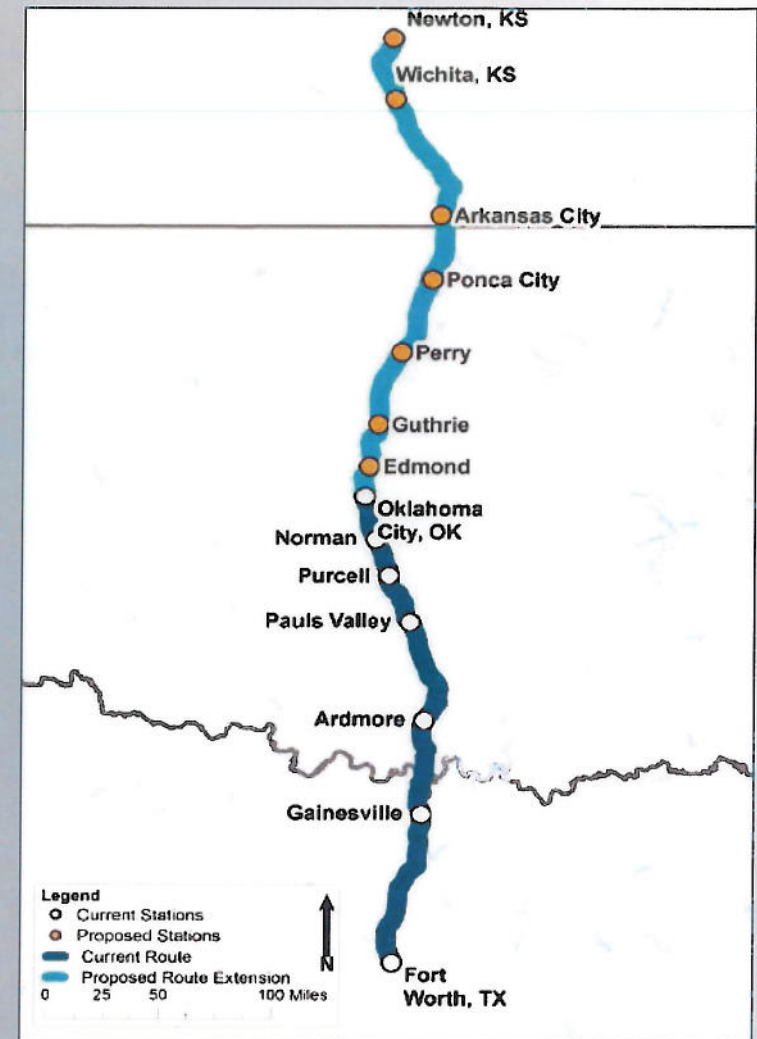 Newton, KS
Wichita, KS
Arkansas City
Ponca City
Perry
Guthrie
Edmond
Oklahoma
City, OK
Norman
Purcell
Pauls Valley
Ardmore
Gainesville
Fort
Worth, TX
Legend
Current Stations
Proposed Stations
Current Route
Proposed Route Extension
0 25 50 100 Miles
N